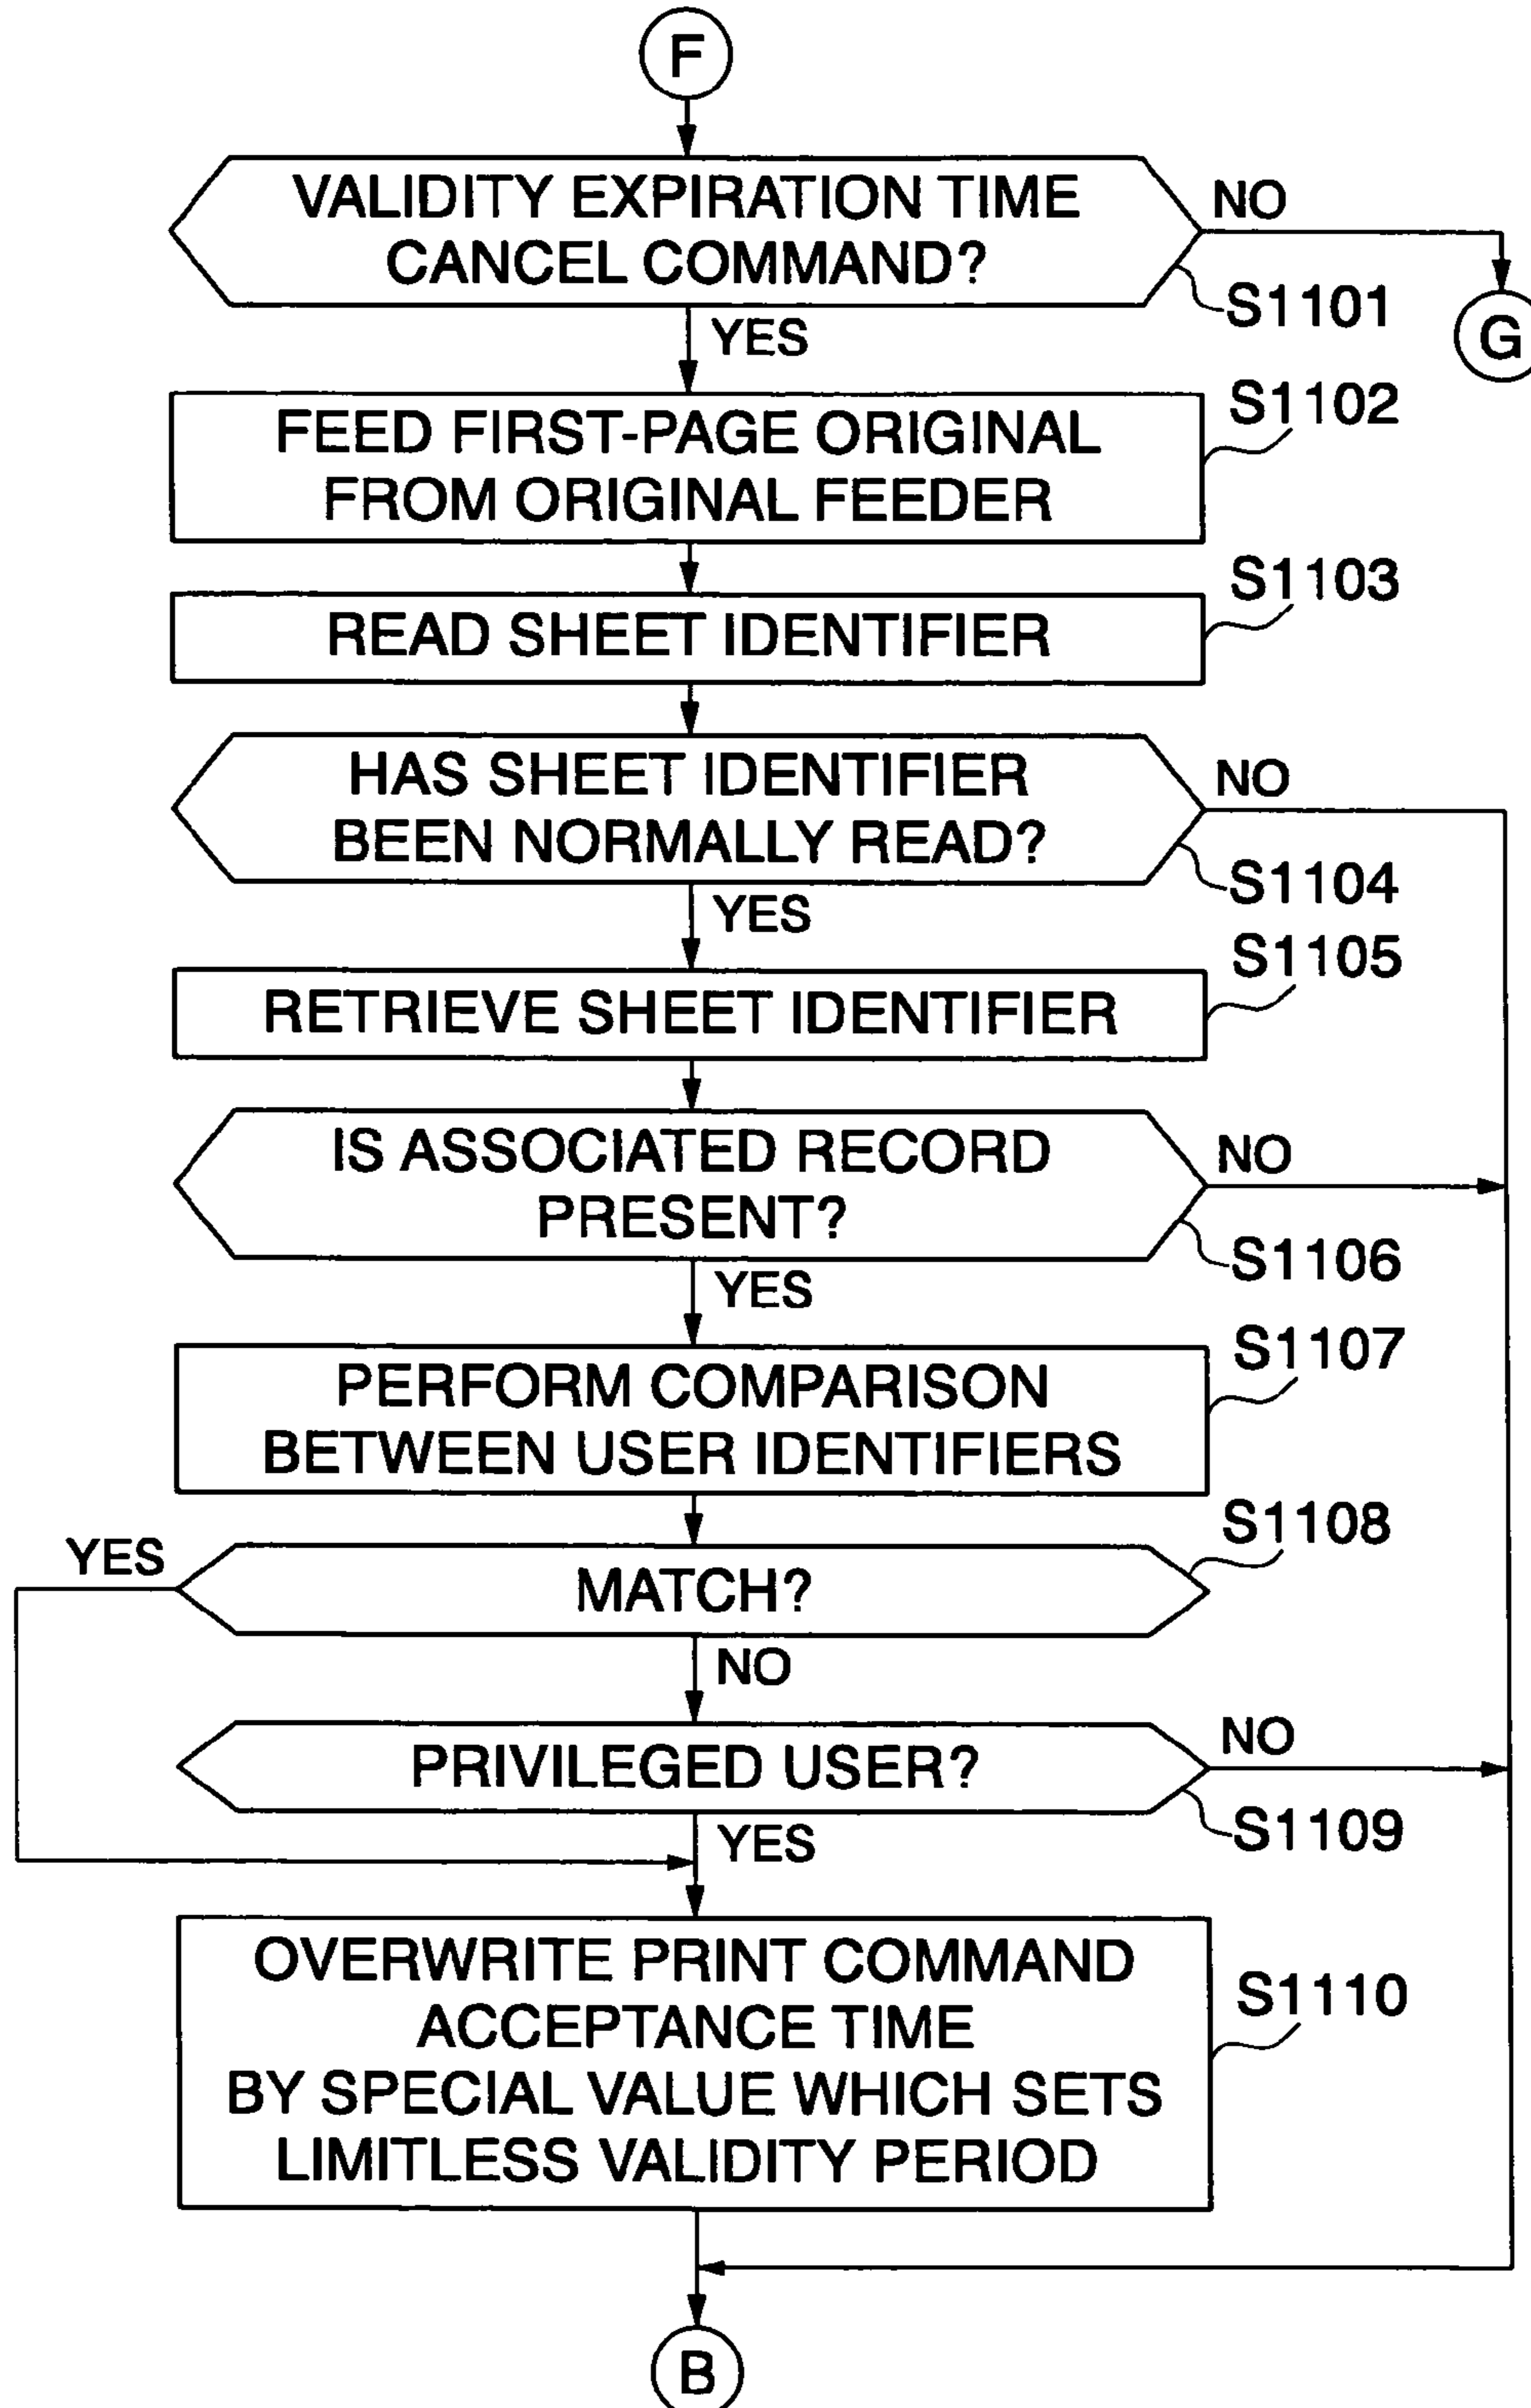 F
VALIDITY EXPIRATION TIME
CANCEL COMMAND?
NO
S1101
G
YES
S1102
FEED FIRST-PAGE ORIGINAL
FROM ORIGINAL FEEDER
S1103
READ SHEET IDENTIFIER
HAS SHEET IDENTIFIER
BEEN NORMALLY READ?
NO
S1104
YES
S1105
RETRIEVE SHEET IDENTIFIER
IS ASSOCIATED RECORD
PRESENT?
NO
S1106
YES
S1107
PERFORM COMPARISON
BETWEEN USER IDENTIFIERS
S1108
YES
MATCH?
NO
PRIVILEGED USER?
NO
S1109
YES
OVERWRITE PRINT COMMAND
ACCEPTANCE TIME
BY SPECIAL VALUE WHICH SETS
LIMITLESS VALIDITY PERIOD
S1110
B